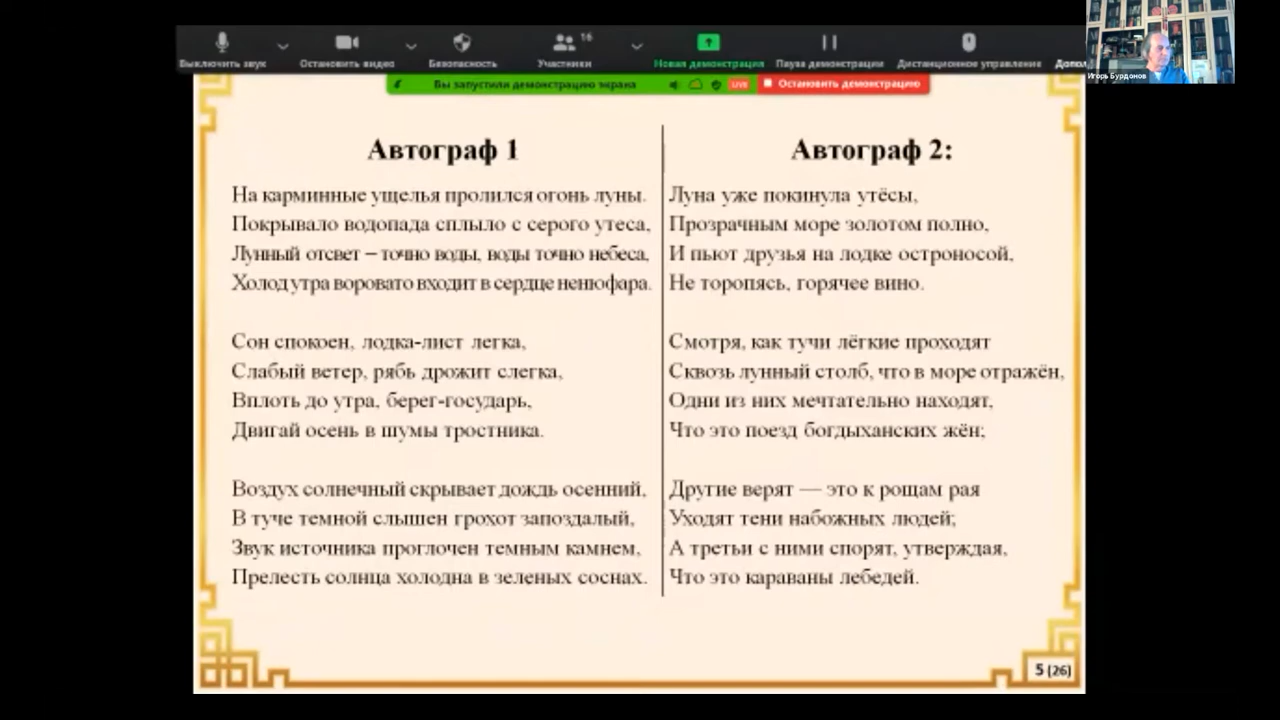 Выключить звук
Остановить видео
Безопасность
16
Участники
Новая демонстрация
Пауза демонстрации
Дистанционное управление
Допол
Игорь Бурдонов
Вы запустили демонстрацию экрана
LIVE
Остановить демонстрацию
Автограф 1
На карминные ущелья пролился огонь луны.
Покрывало водопада сплыло с серого утеса,
Лунный отсвет – точно воды, воды точно небеса,
Холод утра воровато входит в сердце ненюфара.
Сон спокоен, лодка-лист легка,
Слабый ветер, рябь дрожит слегка,
Вплоть до утра, берег-государь,
Двигай осень в шумы тростника.
Воздух солнечный скрывает дождь осенний,
В туче темной слышен грохот запоздалый,
Звук источника проглочен темным камнем,
Прелесть солнца холодна в зеленых соснах.
Автограф 2:
Луна уже покинула утёсы,
Прозрачным море золотом полно,
И пьют друзья на лодке остроносой,
Не торопясь, горячее вино.
Смотря, как тучи лёгкие проходят
Сквозь лунный столб, что в море отражён,
Одни из них мечтательно находят,
Что это поезд богдыханских жён;
Другие верят — это к рощам рая
Уходят тени набожных людей;
А третьи с ними спорят, утверждая,
Что это караваны лебедей.
5 (26)